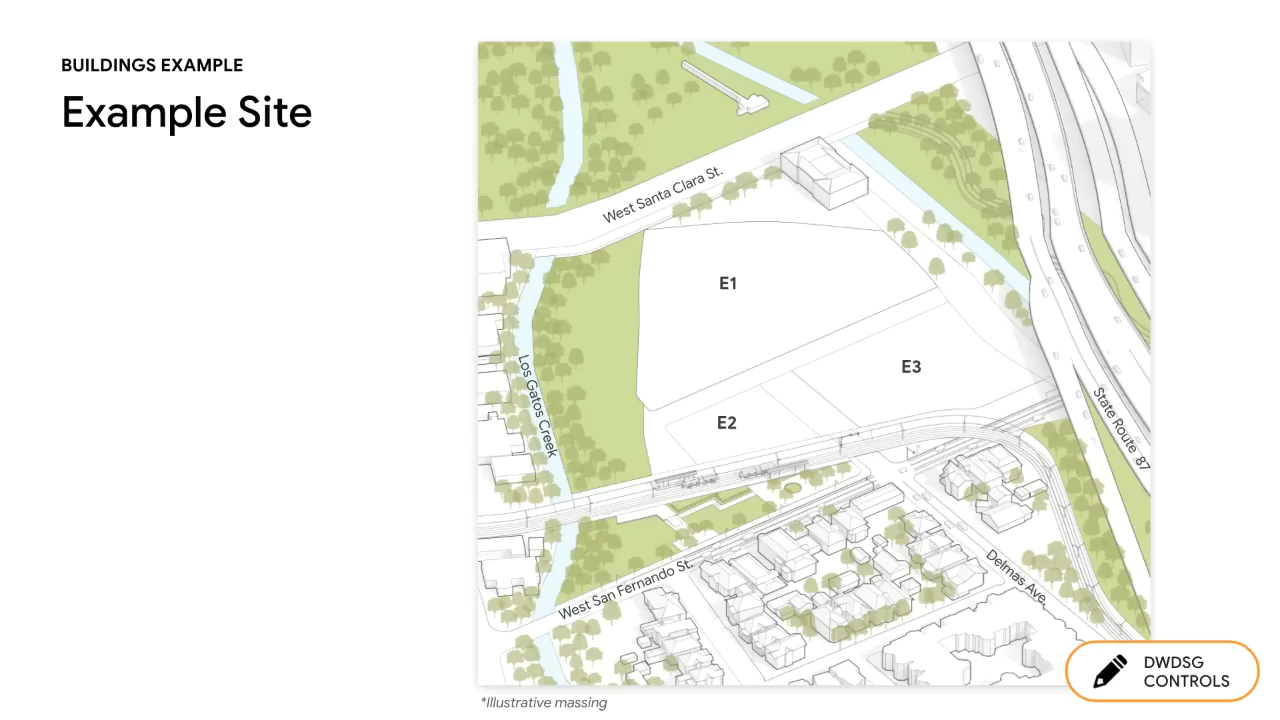 BUILDINGS EXAMPLE
Example Site
West Santa Clara St.
E1
E3
E2
Los Gatos Creek
State Route 87
West San Fernando St.
Delmas Ave.
DWDSG
CONTROLS
*Illustrative massing